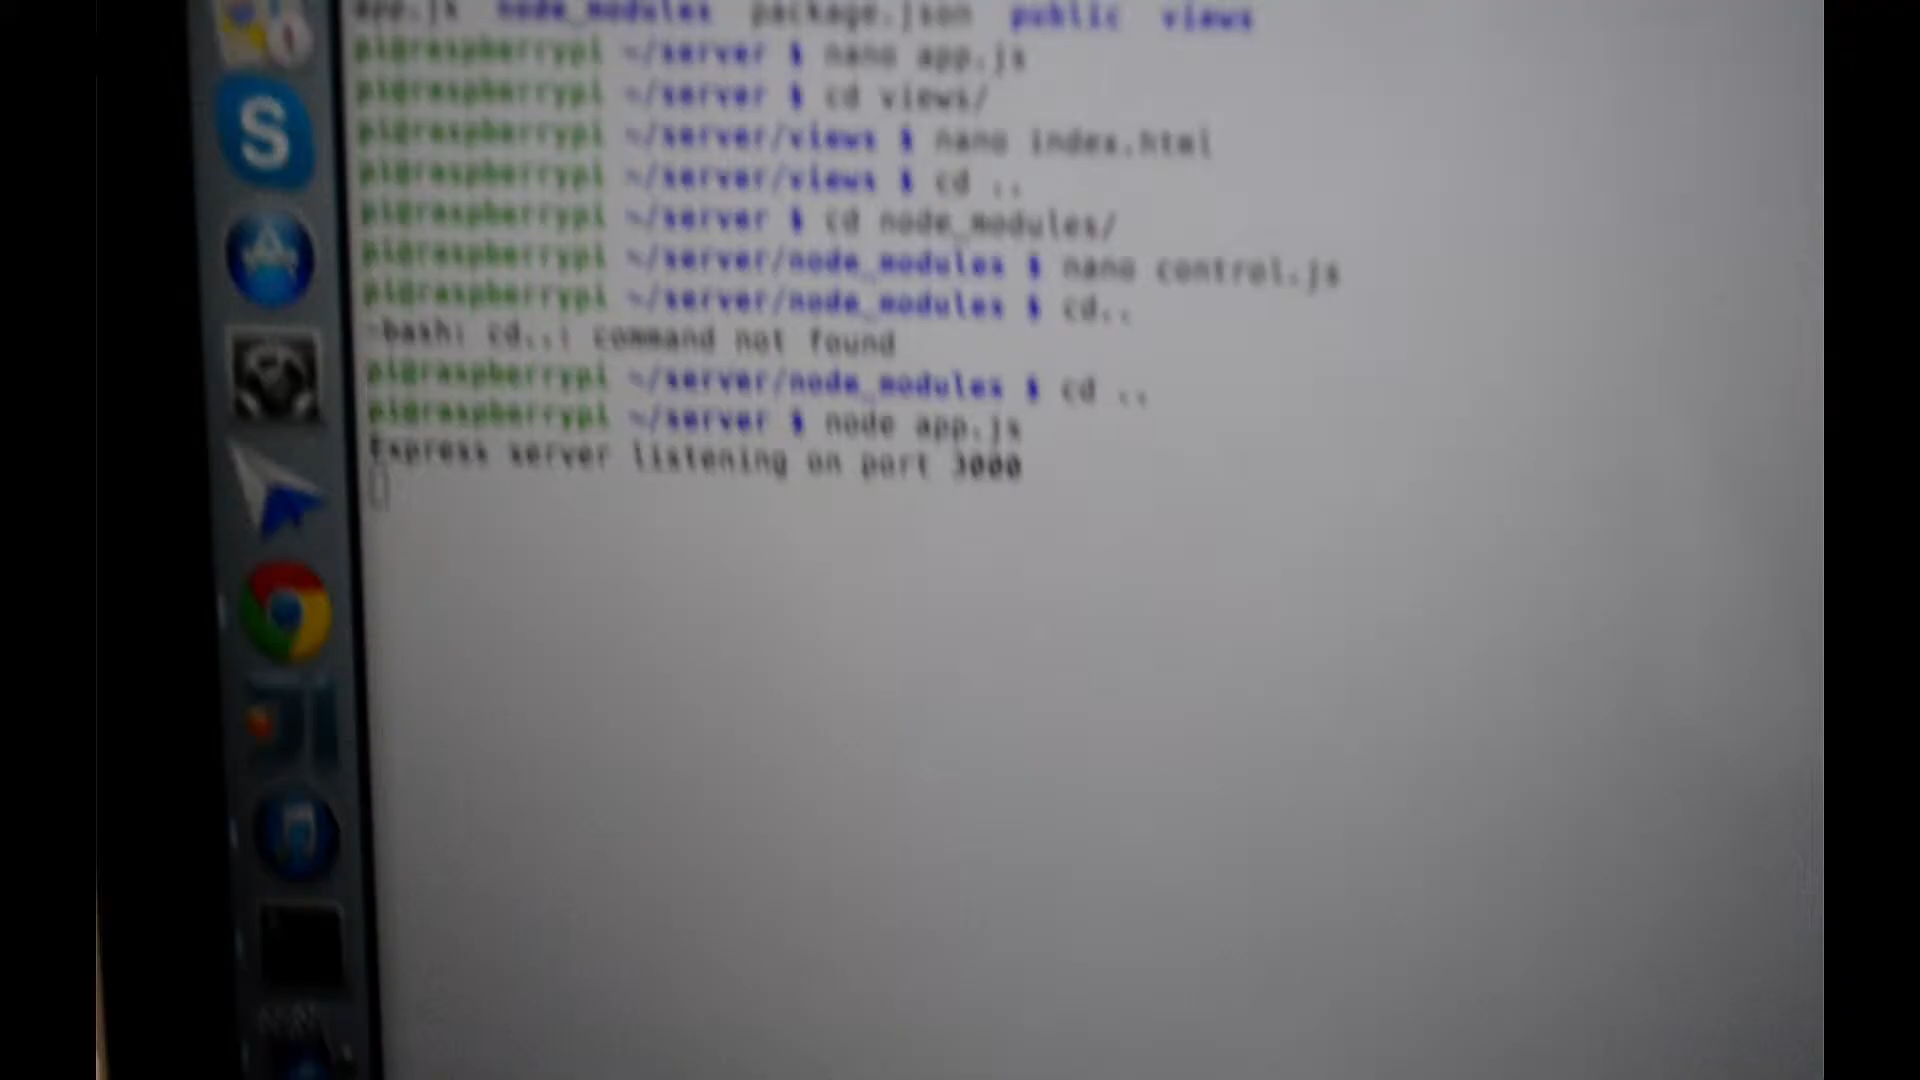 app.js node_modules package.json public views
pi@raspberrypi ~/server $ nano app.js
pi@raspberrypi ~/server $ cd views/
pi@raspberrypi ~/server/views $ nano index.html
pi@raspberrypi ~/server/views $ cd ..
pi@raspberrypi ~/server $ cd node_modules/
pi@raspberrypi ~/server/node_modules $ nano control.js
pi@raspberrypi ~/server/node_modules $ cd..
-bash: cd..: command not found
pi@raspberrypi ~/server/node_modules $ cd ..
pi@raspberrypi ~/server $ node app.js
Express server listening on port 3000
S